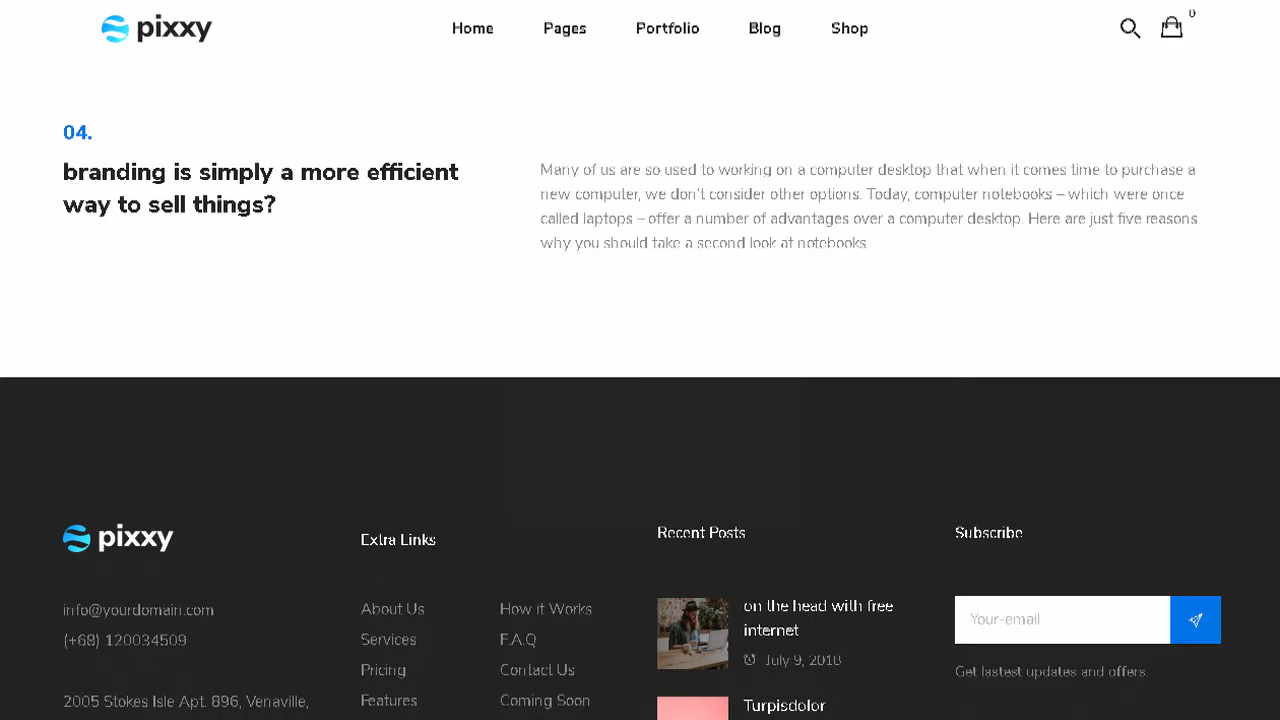 pixxy
Home Pages Portfolio Blog Shop
0
04.
branding is simply a more efficient
way to sell things?
Many of us are so used to working on a computer desktop that when it comes time to purchase a
new computer, we don't consider other options. Today, computer notebooks – which were once
called laptops – offer a number of advantages over a computer desktop. Here are just five reasons
why you should take a second look at notebooks
pixxy
info@yourdomain.com
(+68) 120034509
2005 Stokes Isle Apt. 896, Venaville,
Extra Links
About Us
Services
Pricing
Features
How it Works
F.A.Q
Contact Us
Coming Soon
Recent Posts
on the head with free
internet
July 9, 2018
Turpisdolor
Subscribe
Your-email
Get lastest updates and offers.